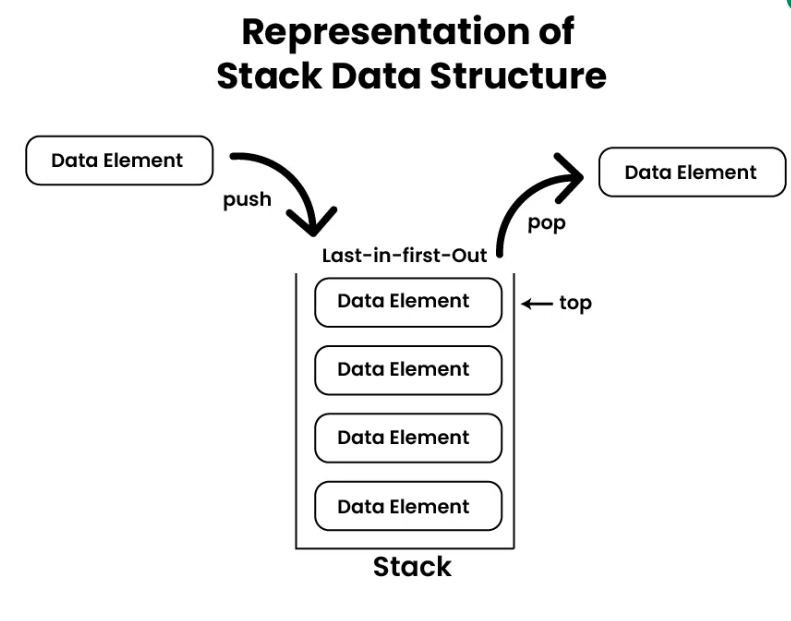 Representation of
Stack Data Structure
Data Element
push
Data Element
pop
Last-in-first-Out
Data Element
top
Data Element
Data Element
Data Element
Stack